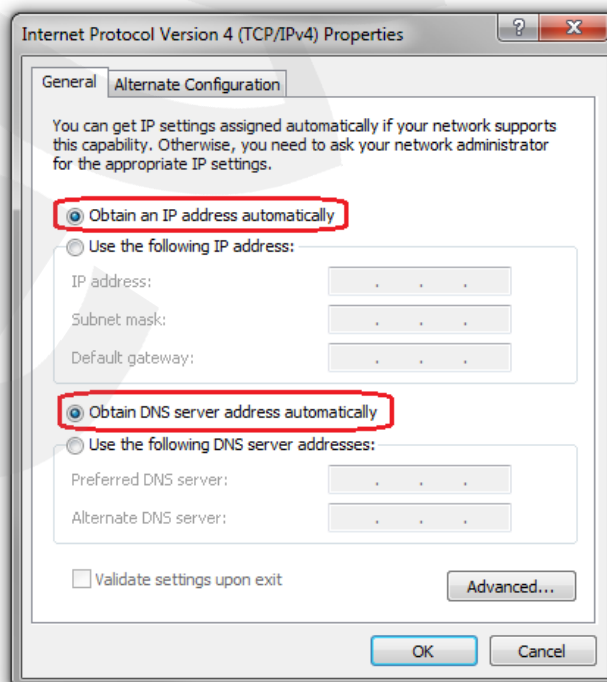 Internet Protocol Version 4 (TCP/IPv4) Properties
General
Alternate Configuration
You can get IP settings assigned automatically if your network supports
this capability. Otherwise, you need to ask your network administrator
for the appropriate IP settings.
Obtain an IP address automatically
Use the following IP address:
IP address:
Subnet mask:
Default gateway:
Obtain DNS server address automatically
Use the following DNS server addresses:
Preferred DNS server:
Alternate DNS server:
Validate settings upon exit
Advanced...
OK
Cancel